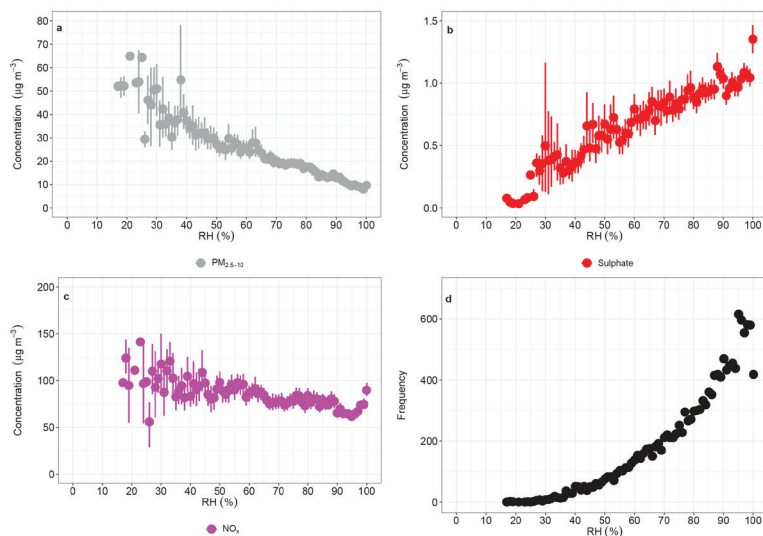 a
Concentration (µg m⁻³)
80
70
60
50
40
30
20
10
0
0 10 20 30 40 50 60 70 80 90 100
RH (%)
PM₂.₅₋₁₀
b
Concentration (µg m⁻³)
1.5
1.0
0.5
0.0
0 10 20 30 40 50 60 70 80 90 100
RH (%)
Sulphate
c
Concentration (µg m⁻³)
200
150
100
50
0
0 10 20 30 40 50 60 70 80 90 100
RH (%)
NOₓ
d
Frequency
600
400
200
0
0 10 20 30 40 50 60 70 80 90 100
RH (%)